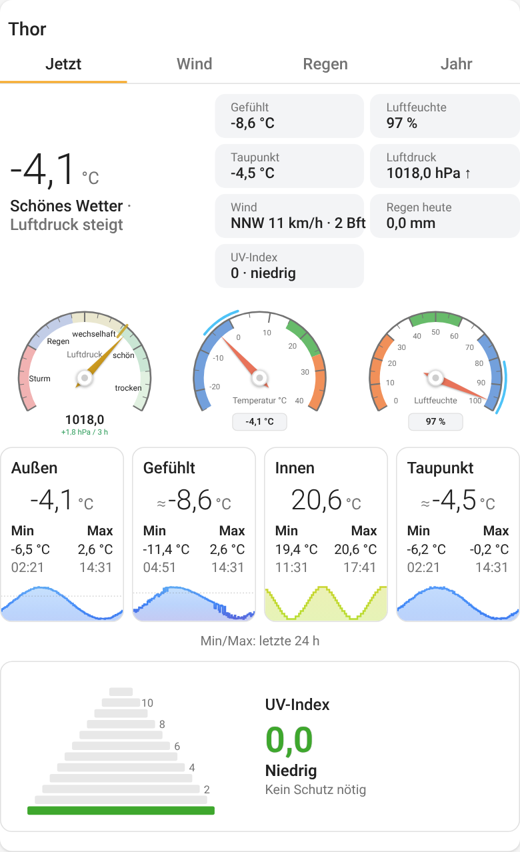 Thor
Jetzt Wind Regen Jahr
-4,1 °C
Schönes Wetter ·
Luftdruck steigt
Gefühlt
-8,6 °C
Luftfeuchte
97 %
Taupunkt
-4,5 °C
Luftdruck
1018,0 hPa ↑
Wind
NNW 11 km/h · 2 Bft
Regen heute
0,0 mm
UV-Index
0 · niedrig
Sturm
Regen
wechselhaft
schön
trocken
Luftdruck
1018,0
+1,8 hPa / 3 h
-20
-10
0
10
20
30
40
Temperatur °C
-4,1 °C
0
10
20
30
40
50
60
70
80
90
100
Luftfeuchte
97 %
Außen
-4,1 °C
Min Max
-6,5 °C 2,6 °C
02:21 14:31
Gefühlt
≈-8,6 °C
Min Max
-11,4 °C 2,6 °C
04:51 14:31
Innen
20,6 °C
Min Max
19,4 °C 20,6 °C
11:31 17:41
Taupunkt
≈-4,5 °C
Min Max
-6,2 °C -0,2 °C
02:21 14:31
Min/Max: letzte 24 h
10
8
6
4
2
UV-Index
0,0
Niedrig
Kein Schutz nötig